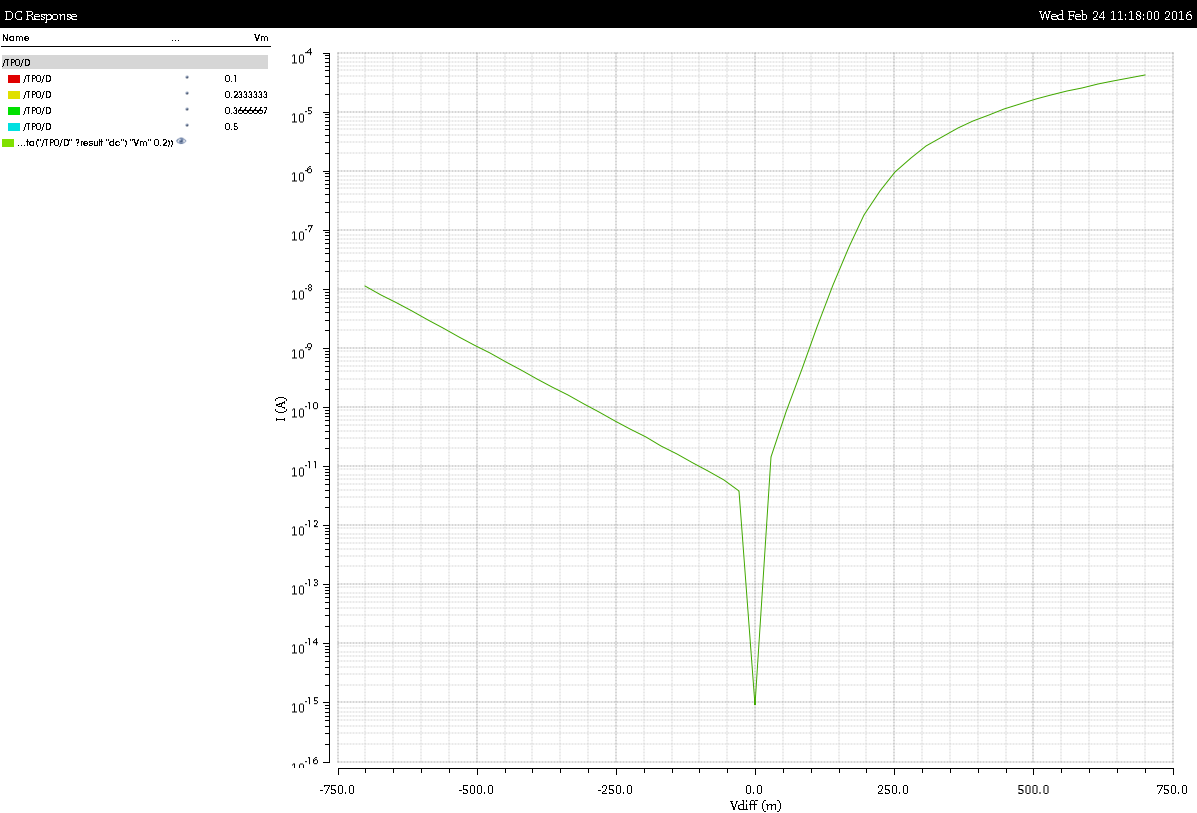 DC Response Wed Feb 24 11:18:00 2016
Name ... Vm
/TP0/D
/TP0/D 0.1
/TP0/D 0.2333333
/TP0/D 0.3666667
/TP0/D 0.5
...ta("/TP0/D" ?result "dc") "Vm" 0.2))
10-4
10-5
10-6
10-7
10-8
10-9
10-10
10-11
10-12
10-13
10-14
10-15
10-16
I (A)
-750.0 -500.0 -250.0 0.0 250.0 500.0 750.0
Vdiff (m)